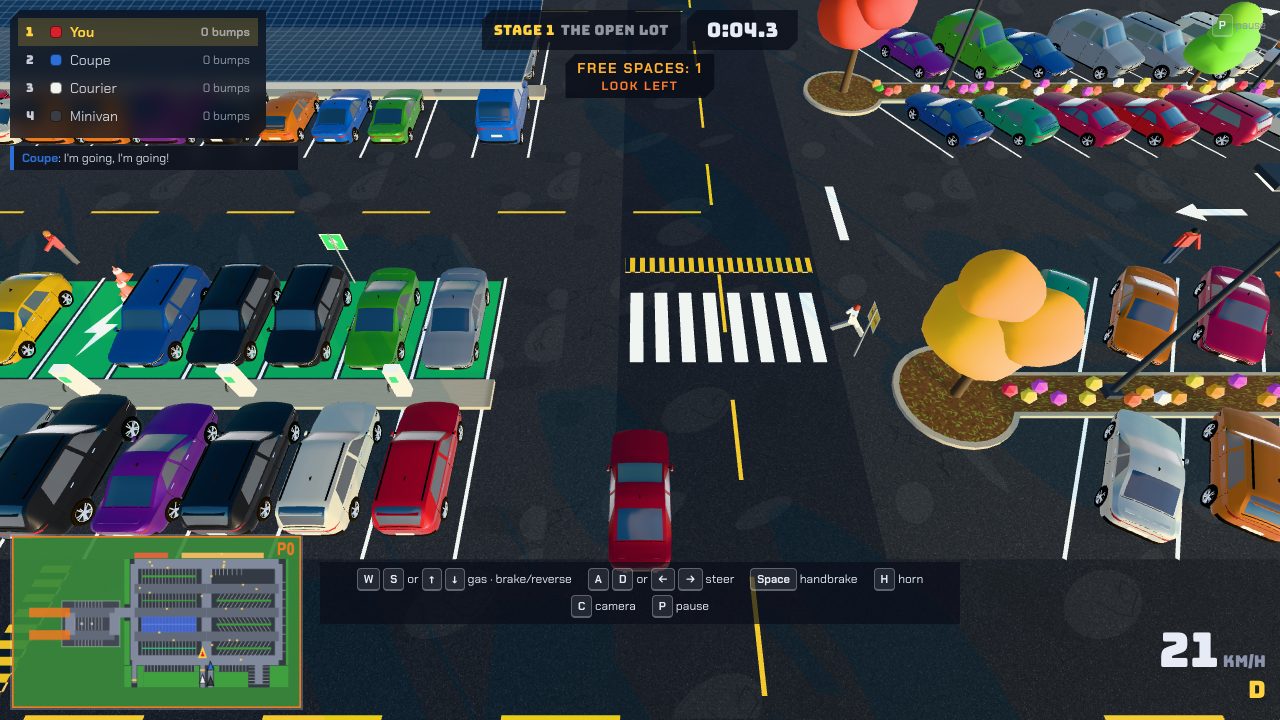 1 You 0 bumps
2 Coupe 0 bumps
3 Courier 0 bumps
4 Minivan 0 bumps
Coupe: I'm going, I'm going!
STAGE 1 THE OPEN LOT
0:04.3
FREE SPACES: 1
LOOK LEFT
P pause
P0
W S or ↑ ↓ gas · brake/reverse A D or ← → steer Space handbrake H horn
C camera P pause
21 KM/H
D